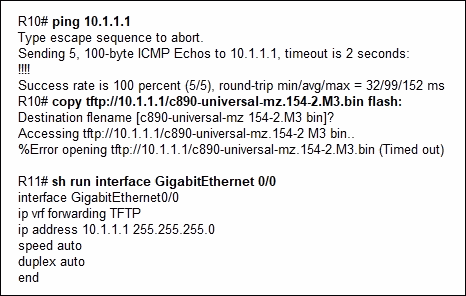 R10# ping 10.1.1.1
Type escape sequence to abort.
Sending 5, 100-byte ICMP Echos to 10.1.1.1, timeout is 2 seconds:
!!!!
Success rate is 100 percent (5/5), round-trip min/avg/max = 32/99/152 ms
R10# copy tftp://10.1.1.1/c890-universal-mz.154-2.M3.bin flash:
Destination flename [c890-universal-mz 154-2.M3.bin]?
Accessing tftp://10.1.1.1/c890-universal-mz.154-2 M3 bin..
%Error opening tftp://10.1.1.1/c890-universal-mz.154-2.M3.bin (Timed out)
R11# sh run interface GigabitEthernet 0/0
interface GigabitEthernet0/0
ip vrf forwarding TFTP
ip address 10.1.1.1 255.255.255.0
speed auto
duplex auto
end